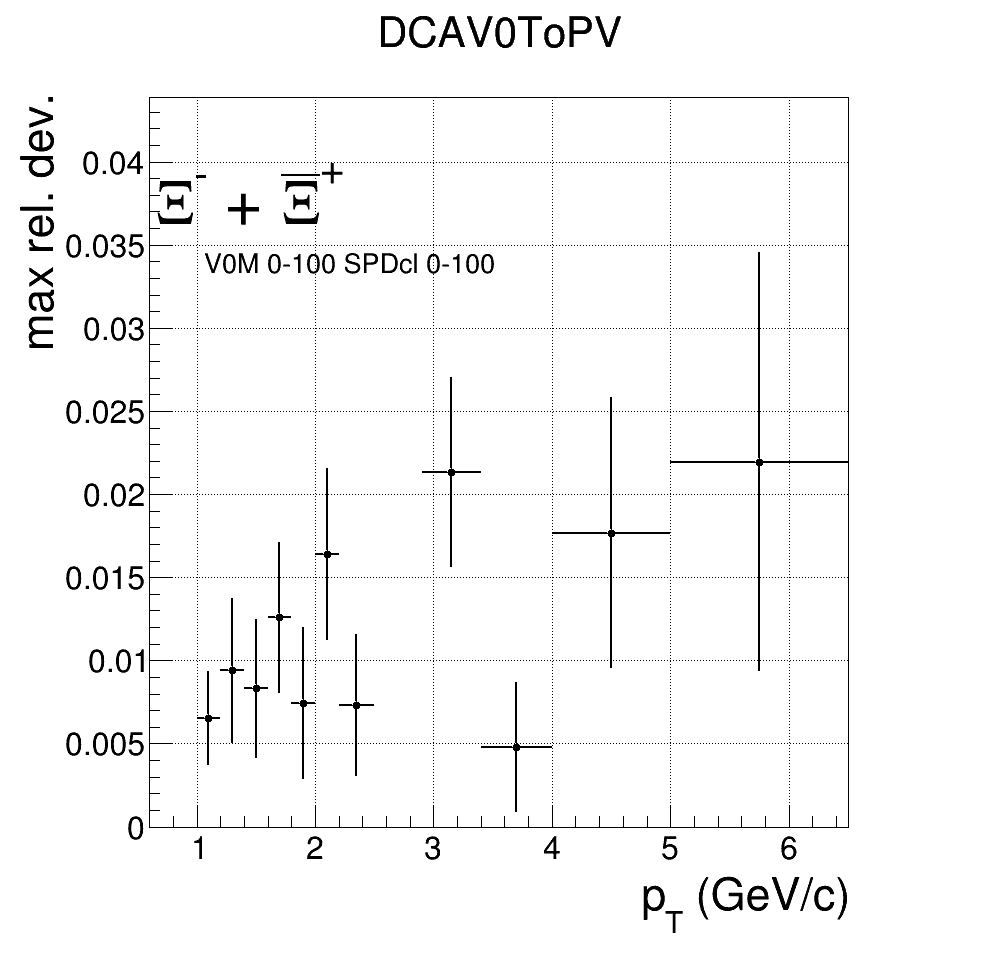 DCAV0ToPV
max rel. dev.
0.04
0.035
0.03
0.025
0.02
0.015
0.01
0.005
0
Ξ⁻ + Ξ̅⁺
V0M 0-100 SPDcl 0-100
1 2 3 4 5 6
p_T (GeV/c)